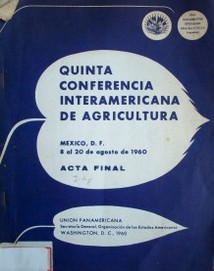 QUINTA
CONFERENCIA
INTERAMERICANA
DE AGRICULTURA
MEXICO, D. F.
8 al 20 de agosto de 1960
ACTA FINAL
UNION PANAMERICANA
Secretaría General, Organización de los Estados Americanos
WASHINGTON, D. C., 1960